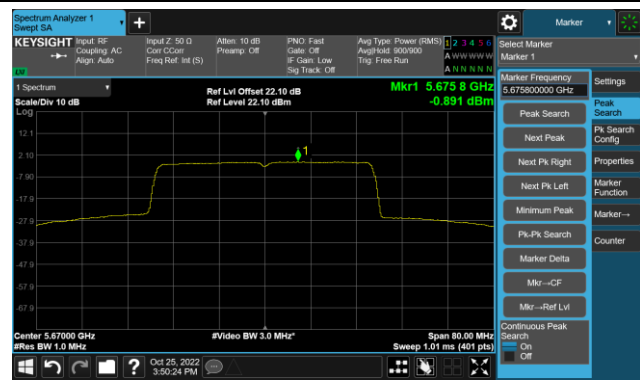 Spectrum Analyzer 1
Swept SA
Marker
KEYSIGHT
Input: RF
Coupling: AC
Align: Auto
Input Z: 50 Ω
Corr CCorr
Freq Ref: Int (S)
Atten: 10 dB
Preamp: Off
PNO: Fast
Gate: Off
IF Gain: Low
Sig Track: Off
Avg Type: Power (RMS)
Avg|Hold: 900/900
Trig: Free Run
1 2 3 4 5 6
A W W W W W
A N N N N N
LXI
Select Marker
Marker 1
1 Spectrum
Scale/Div 10 dB
Log
Ref Lvl Offset 22.10 dB
Ref Level 22.10 dBm
Mkr1 5.675 8 GHz
-0.891 dBm
12.1
2.10
-7.90
-17.9
-27.9
-37.9
-47.9
-57.9
-67.9
1
Center 5.67000 GHz
#Res BW 1.0 MHz
#Video BW 3.0 MHz*
Span 80.00 MHz
Sweep 1.01 ms (401 pts)
Marker Frequency
5.675800000 GHz
Peak Search
Next Peak
Next Pk Right
Next Pk Left
Minimum Peak
Pk-Pk Search
Marker Delta
Mkr→CF
Mkr→Ref Lvl
Continuous Peak
Search
On
Off
Settings
Peak
Search
Pk Search
Config
Properties
Marker
Function
Marker→
Counter
?
Oct 25, 2022
3:50:24 PM